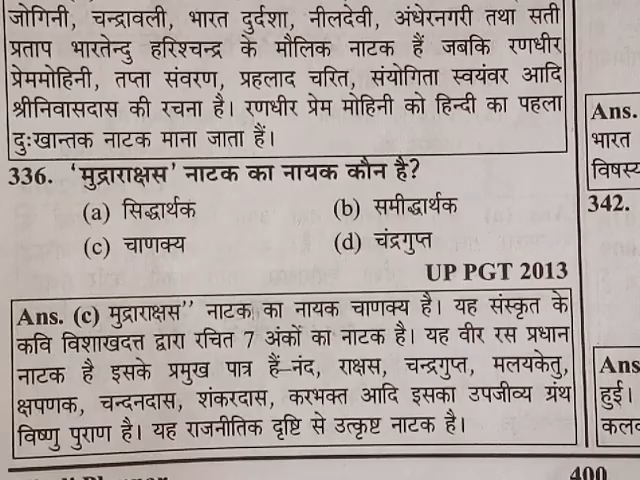 जोगिनी, चन्द्रावली, भारत दुर्दशा, नीलदेवी, अंधेरनगरी तथा सती
प्रताप भारतेन्दु हरिश्चन्द्र के मौलिक नाटक हैं जबकि रणधीर
प्रेममोहिनी, तप्ता संवरण, प्रहलाद चरित, संयोगिता स्वयंवर आदि
श्रीनिवासदास की रचना है। रणधीर प्रेम मोहिनी को हिन्दी का पहला
दुःखान्तक नाटक माना जाता हैं।
336. 'मुद्राराक्षस' नाटक का नायक कौन है?
(a) सिद्धार्थक (b) समीद्धार्थक
(c) चाणक्य (d) चंद्रगुप्त
UP PGT 2013
Ans. (c) मुद्राराक्षस'' नाटक का नायक चाणक्य है। यह संस्कृत के
कवि विशाखदत्त द्वारा रचित 7 अंकों का नाटक है। यह वीर रस प्रधान
नाटक है इसके प्रमुख पात्र हैं–नंद, राक्षस, चन्द्रगुप्त, मलयकेतु,
क्षपणक, चन्दनदास, शंकरदास, करभक्त आदि इसका उपजीव्य ग्रंथ
विष्णु पुराण है। यह राजनीतिक दृष्टि से उत्कृष्ट नाटक है।
400
Ans.
भारत
342.
Ans
हुई।